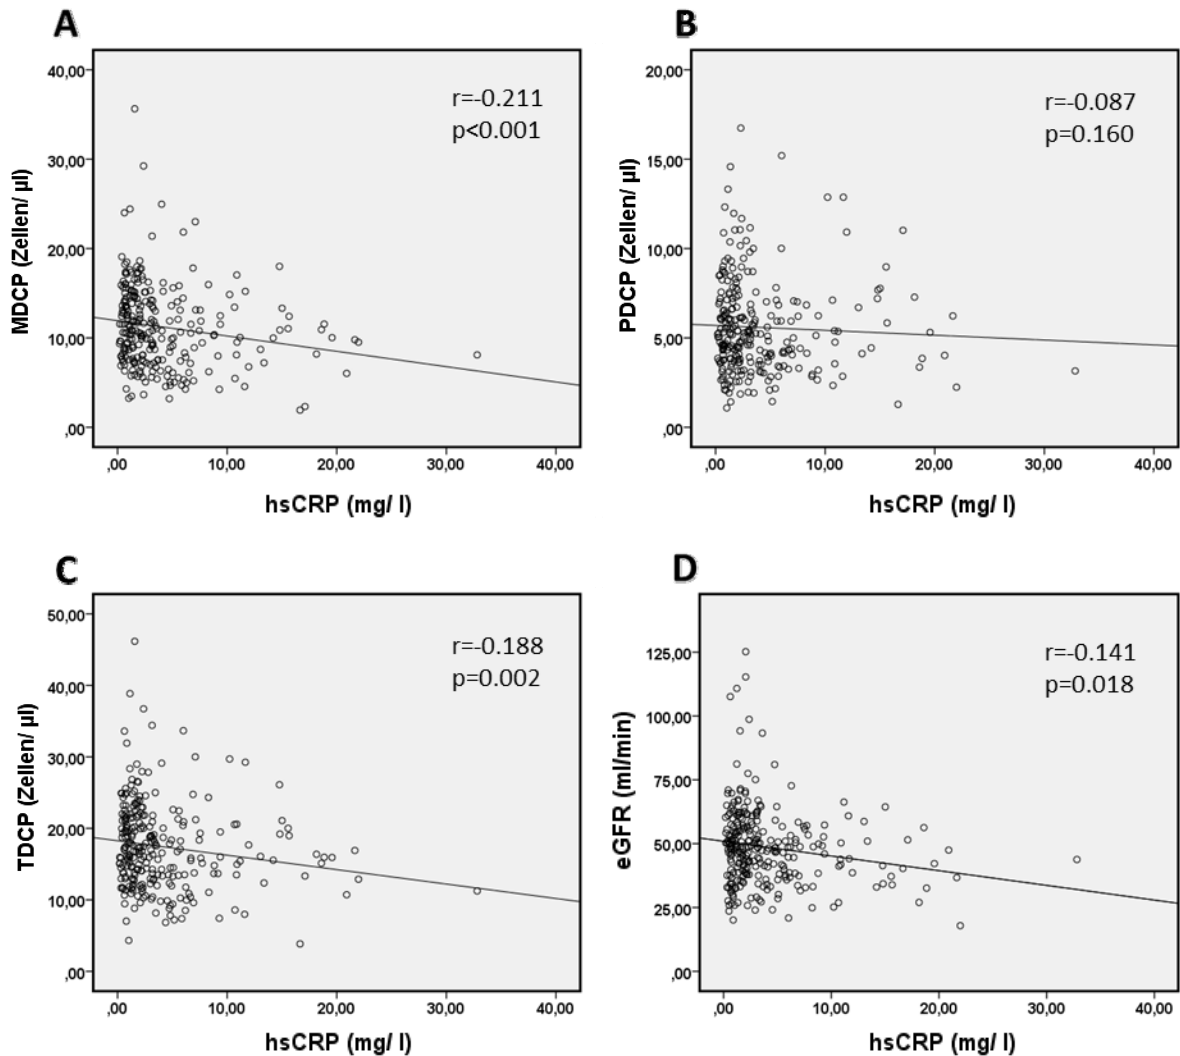 A
MDCP (Zellen/ µl)
40,00
30,00
20,00
10,00
,00
r=-0.211
p<0.001
,00 10,00 20,00 30,00 40,00
hsCRP (mg/ l)
B
PDCP (Zellen/ µl)
20,00
15,00
10,00
5,00
,00
r=-0.087
p=0.160
,00 10,00 20,00 30,00 40,00
hsCRP (mg/ l)
C
TDCP (Zellen/ µl)
50,00
40,00
30,00
20,00
10,00
,00
r=-0.188
p=0.002
,00 10,00 20,00 30,00 40,00
hsCRP (mg/ l)
D
eGFR (ml/min)
125,00
100,00
75,00
50,00
25,00
,00
r=-0.141
p=0.018
,00 10,00 20,00 30,00 40,00
hsCRP (mg/ l)